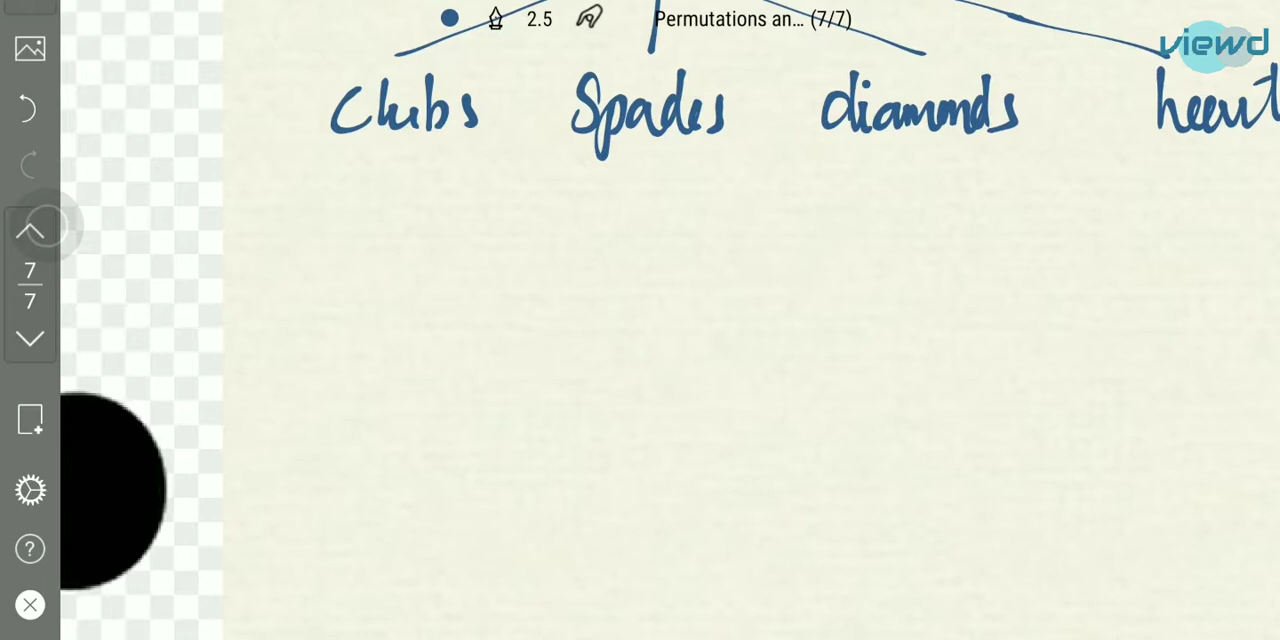 2.5 Permutations an... (7/7)
viewd
Clubs Spades diamonds heart
7
7
?